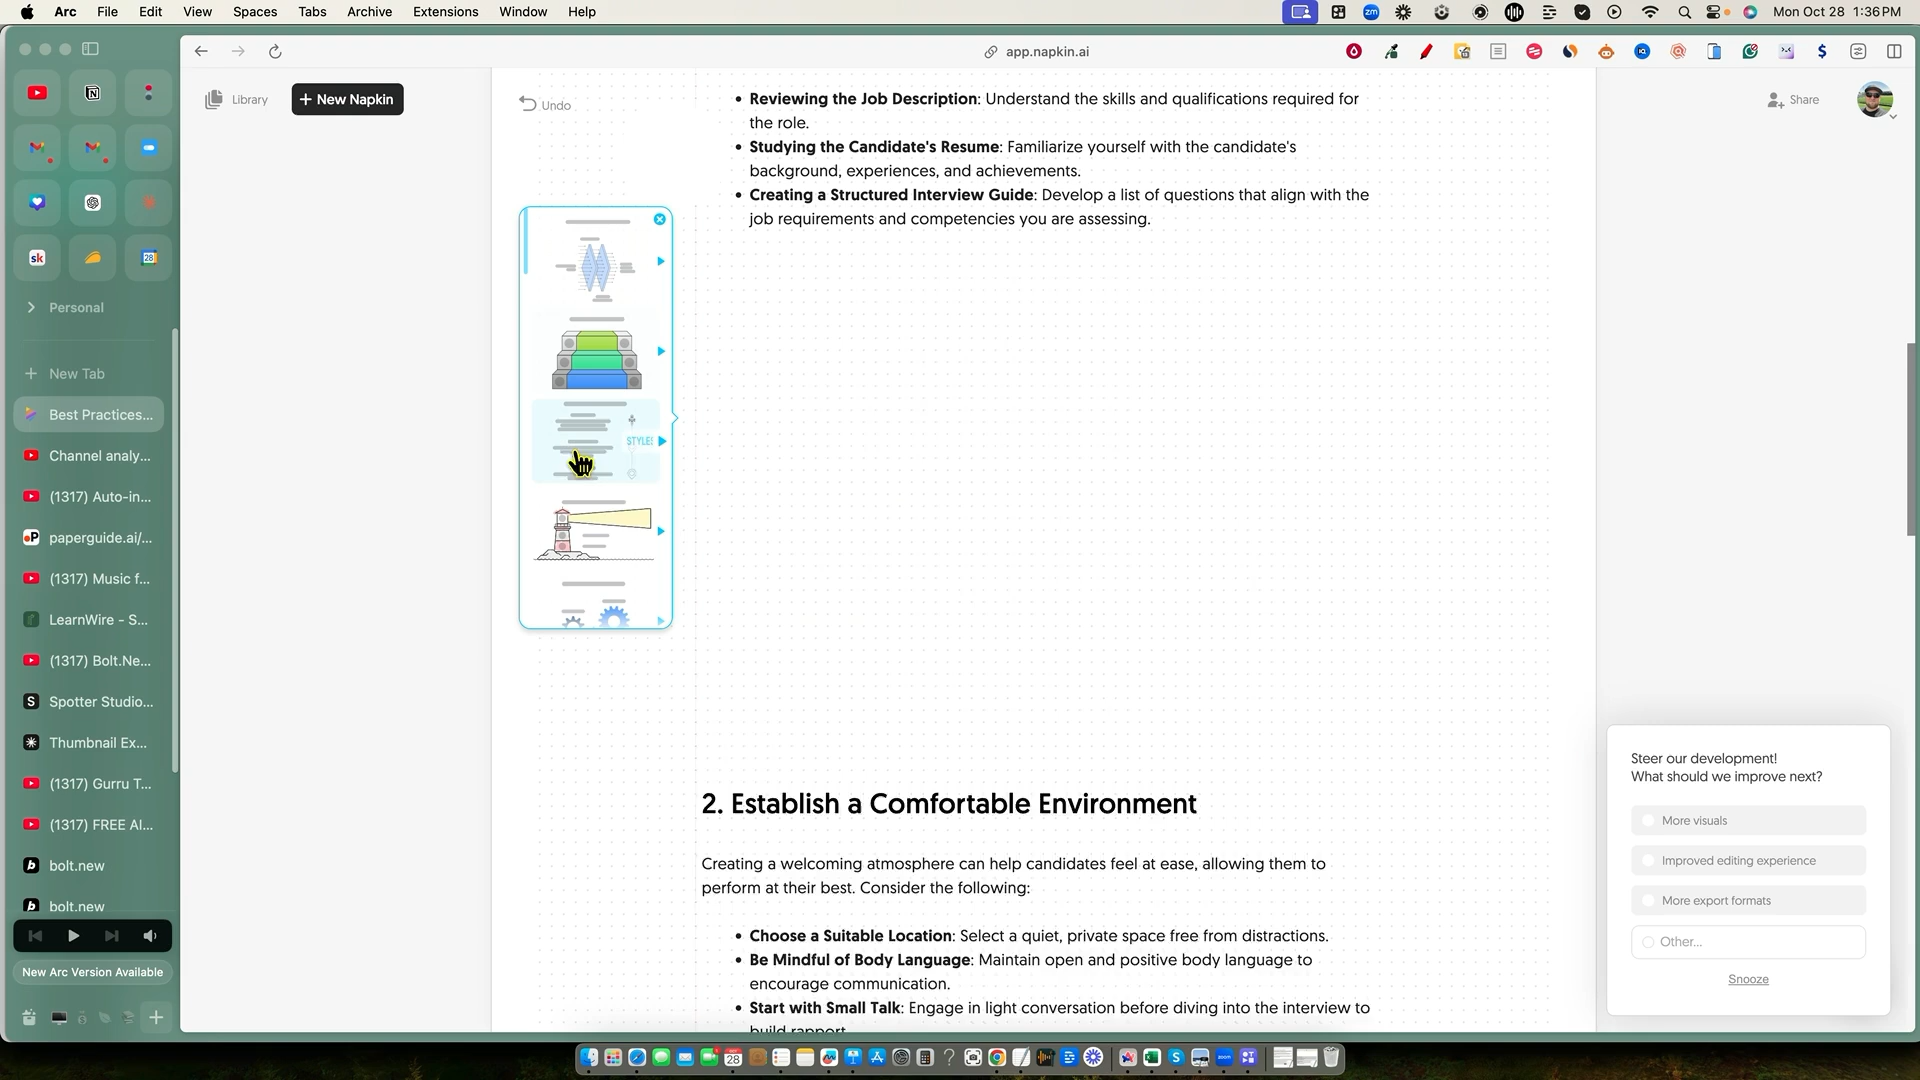 Arc File Edit View Spaces Tabs Archive Extensions Window Help
Mon Oct 28 1:36 PM
app.napkin.ai
Library
+ New Napkin
Undo
Share
Reviewing the Job Description: Understand the skills and qualifications required for
the role.
Studying the Candidate's Resume: Familiarize yourself with the candidate's
background, experiences, and achievements.
Creating a Structured Interview Guide: Develop a list of questions that align with the
job requirements and competencies you are assessing.
STYLES
2. Establish a Comfortable Environment
Creating a welcoming atmosphere can help candidates feel at ease, allowing them to
perform at their best. Consider the following:
Choose a Suitable Location: Select a quiet, private space free from distractions.
Be Mindful of Body Language: Maintain open and positive body language to
encourage communication.
Start with Small Talk: Engage in light conversation before diving into the interview to
build rapport.
Personal
New Tab
Best Practices...
Channel analy...
(1317) Auto-in...
paperguide.ai/...
(1317) Music f...
LearnWire - S...
(1317) Bolt.Ne...
Spotter Studio...
Thumbnail Ex...
(1317) Gurru T...
(1317) FREE AI...
bolt.new
bolt.new
New Arc Version Available
Steer our development!
What should we improve next?
More visuals
Improved editing experience
More export formats
Other...
Snooze